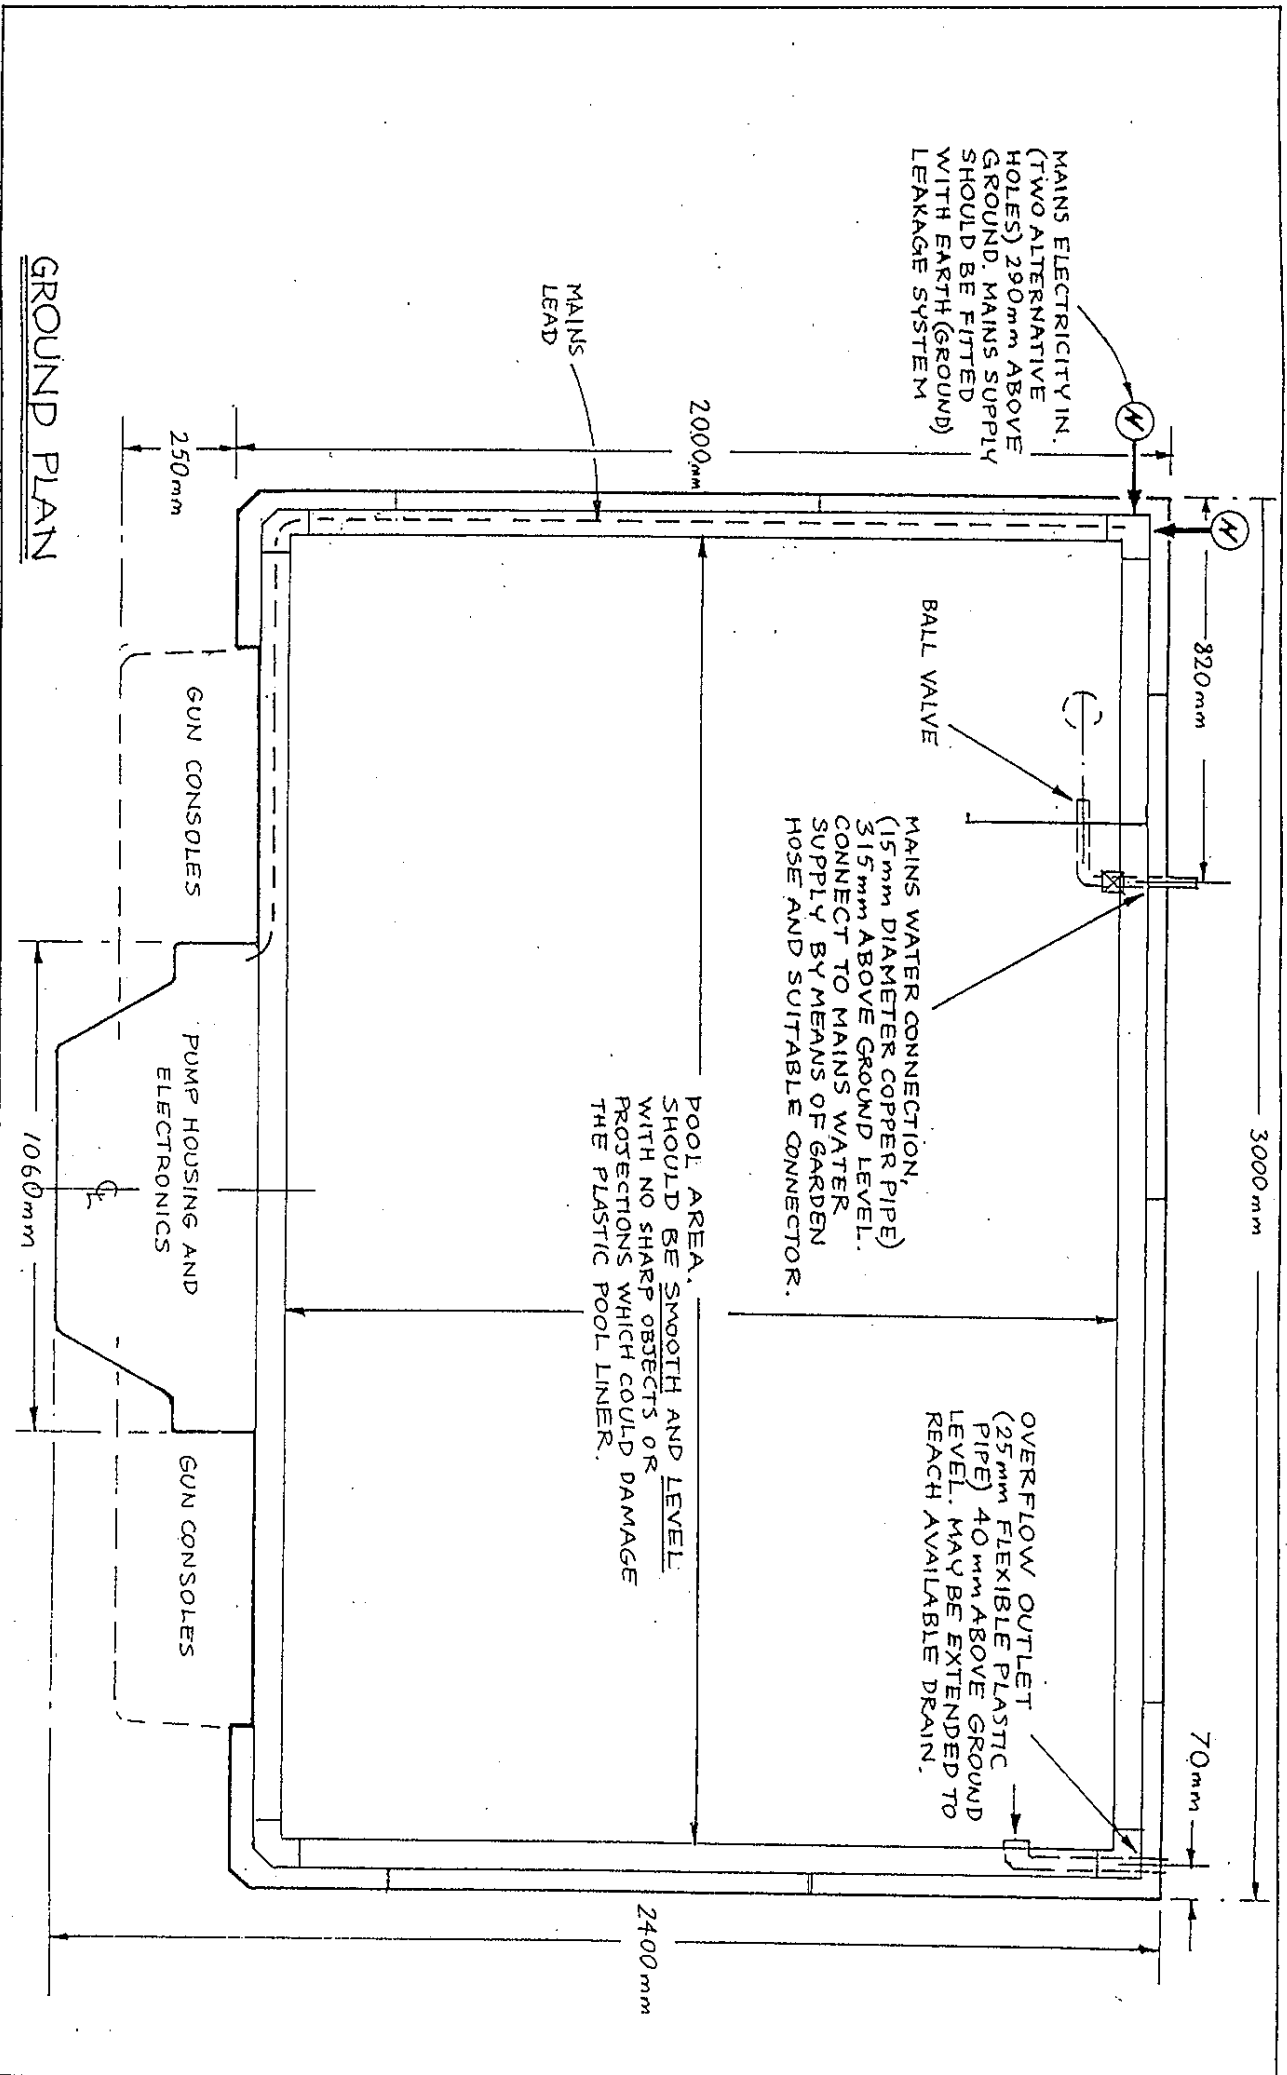 3000mm
820mm
70mm
MAINS ELECTRICITY IN.
(TWO ALTERNATIVE
HOLES) 290mm ABOVE
GROUND. MAINS SUPPLY
SHOULD BE FITTED
WITH EARTH (GROUND)
LEAKAGE SYSTEM
BALL VALVE
MAINS WATER CONNECTION,
(15mm DIAMETER COPPER PIPE)
315mm ABOVE GROUND LEVEL.
CONNECT TO MAINS WATER
SUPPLY BY MEANS OF GARDEN
HOSE AND SUITABLE CONNECTOR.
OVERFLOW OUTLET
(25mm FLEXIBLE PLASTIC
PIPE) 40mm ABOVE GROUND
LEVEL. MAY BE EXTENDED TO
REACH AVAILABLE DRAIN.
2000mm
MAINS
LEAD
POOL AREA.
SHOULD BE SMOOTH AND LEVEL
WITH NO SHARP OBJECTS OR
PROJECTIONS WHICH COULD DAMAGE
THE PLASTIC POOL LINER.
2400mm
250mm
GUN CONSOLES
PUMP HOUSING AND
ELECTRONICS
GUN CONSOLES
CL
1060mm
GROUND PLAN